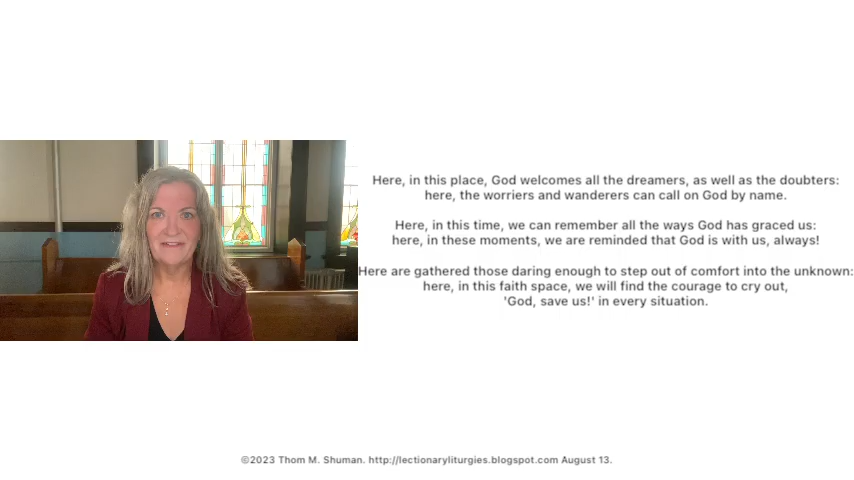 Here, in this place, God welcomes all the dreamers, as well as the doubters:
here, the worriers and wanderers can call on God by name.
Here, in this time, we can remember all the ways God has graced us:
here, in these moments, we are reminded that God is with us, always!
Here are gathered those daring enough to step out of comfort into the unknown:
here, in this faith space, we will find the courage to cry out,
'God, save us!' in every situation.
©2023 Thom M. Shuman. http://lectionaryliturgies.blogspot.com August 13.